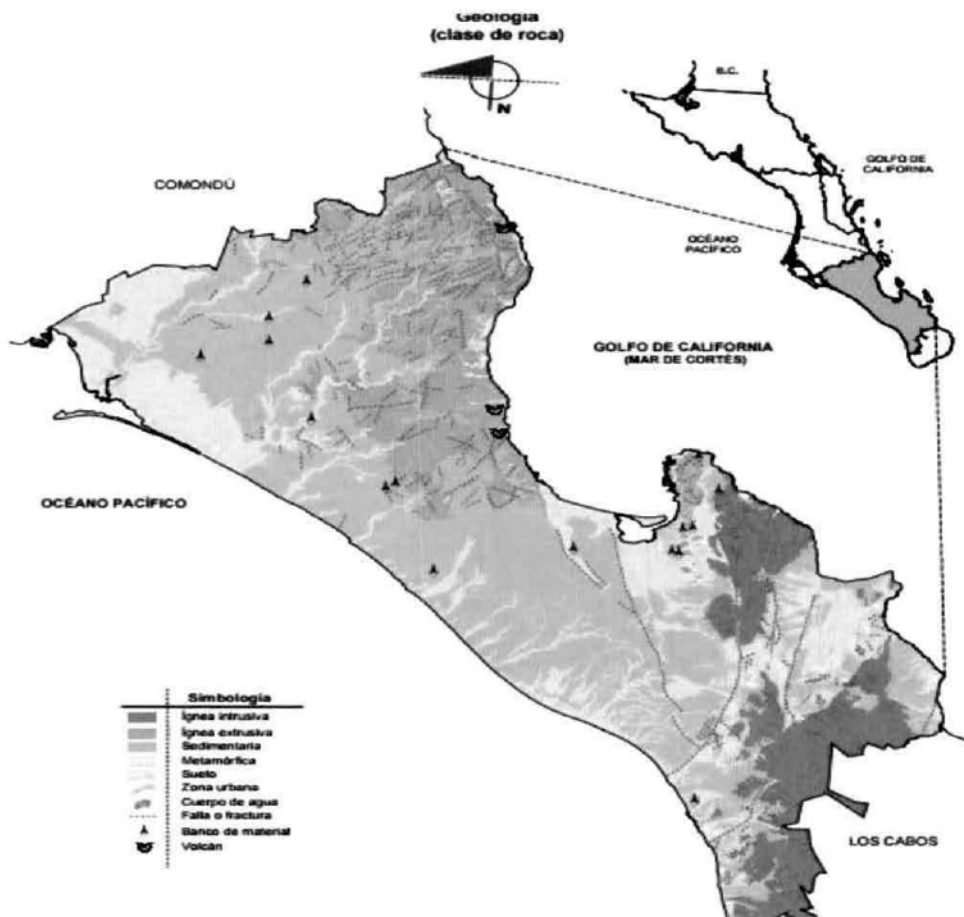 Geología
(clase de roca)
N
B.C.
GOLFO DE
CALIFORNIA
OCÉANO
PACÍFICO
COMONDÚ
GOLFO DE CALIFORNIA
(MAR DE CORTÉS)
OCÉANO PACÍFICO
LOS CABOS
Simbología
Ígnea intrusiva
Ígnea extrusiva
Sedimentaria
Metamórfica
Suelo
Zona urbana
Cuerpo de agua
Falla o fractura
Banco de material
Volcán